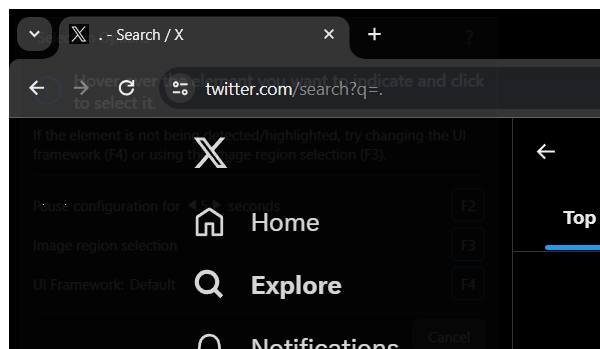 . - Search / X
?
Hover over the element you want to indicate and click
to select it.
twitter.com/search?q=.
If the element is not being detected/highlighted, try changing the UI
framework (F4) or using the image region selection (F3).
Pause configuration for 5 seconds
F2
Home
Top
Image region selection
F3
UI Framework: Default
F4
Explore
Notifications
Cancel